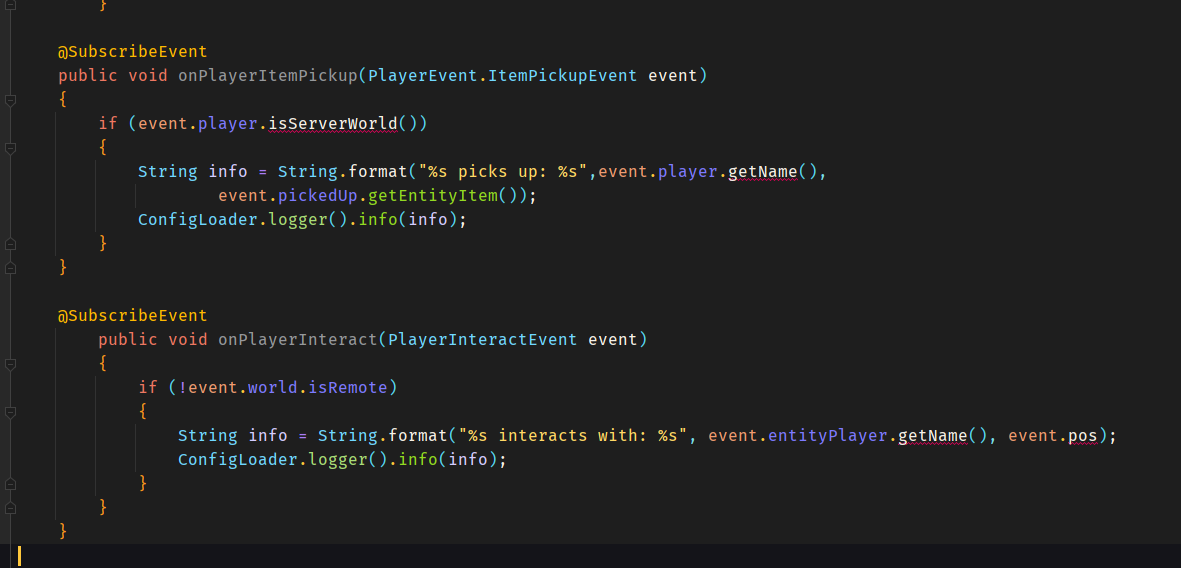 }
@SubscribeEvent
public void onPlayerItemPickup(PlayerEvent.ItemPickupEvent event)
{
if (event.player.isServerWorld())
{
String info = String.format("%s picks up: %s",event.player.getName(),
event.pickedUp.getEntityItem());
ConfigLoader.logger().info(info);
}
}
@SubscribeEvent
public void onPlayerInteract(PlayerInteractEvent event)
{
if (!event.world.isRemote)
{
String info = String.format("%s interacts with: %s", event.entityPlayer.getName(), event.pos);
ConfigLoader.logger().info(info);
}
}
}